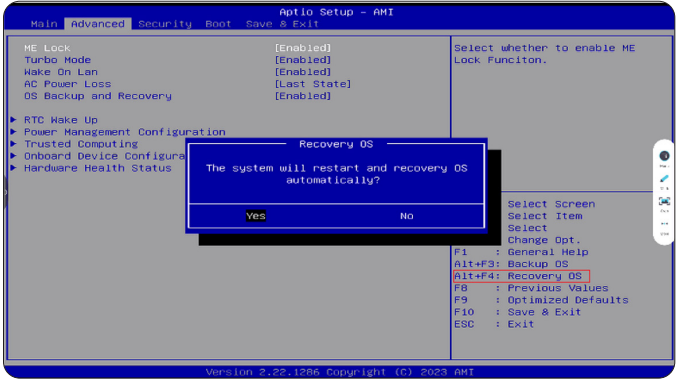 Aptio Setup - AMI
Main Advanced Security Boot Save & Exit
ME Lock [Enabled]
Turbo Mode [Enabled]
Wake On Lan [Enabled]
AC Power Loss [Last State]
OS Backup and Recovery [Enabled]
RTC Wake Up
Power Management Configuration
Trusted Computing
Onboard Device Configura
Hardware Health Status
Select whether to enable ME
Lock Funciton.
Recovery OS
The system will restart and recovery OS
automatically?
Yes No
Select Screen
Select Item
Select
Change Opt.
F1 : General Help
Alt+F3: Backup OS
Alt+F4: Recovery OS
F8 : Previous Values
F9 : Optimized Defaults
F10 : Save & Exit
ESC : Exit
Version 2.22.1286 Copyright (C) 2023 AMI